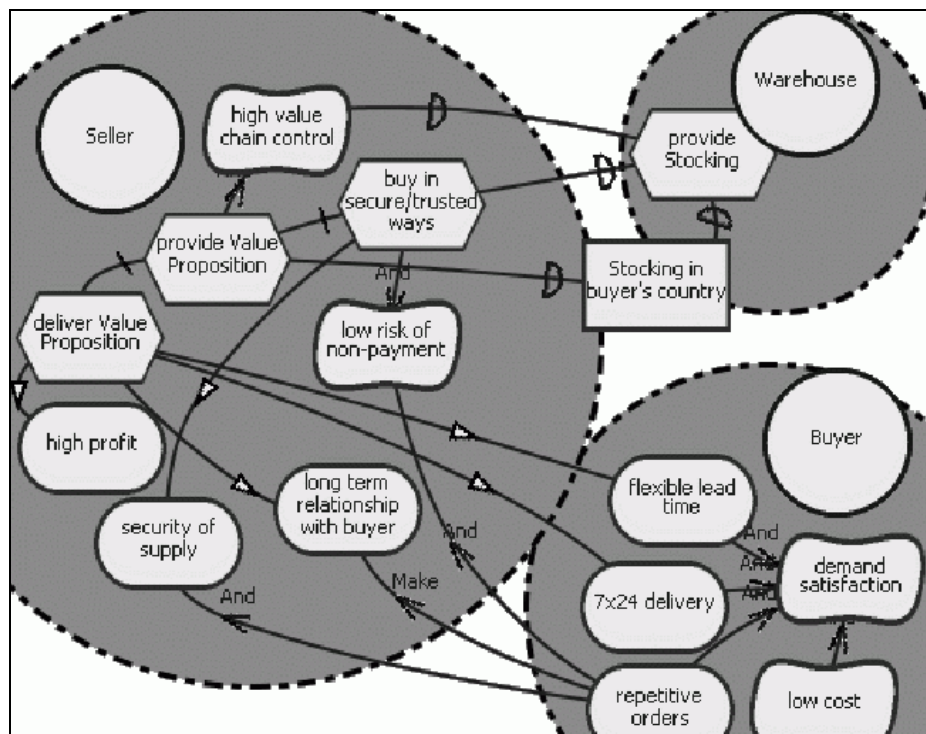 Warehouse
Seller
high value
chain control
provide
Stocking
buy in
secure/trusted
ways
provide Value
Proposition
And
Stocking in
buyer's country
deliver Value
Proposition
low risk of
non-payment
high profit
Buyer
long term
relationship
with buyer
flexible lead
time
security of
supply
And
And
demand
satisfaction
And
And
Make
And
7x24 delivery
repetitive
orders
low cost